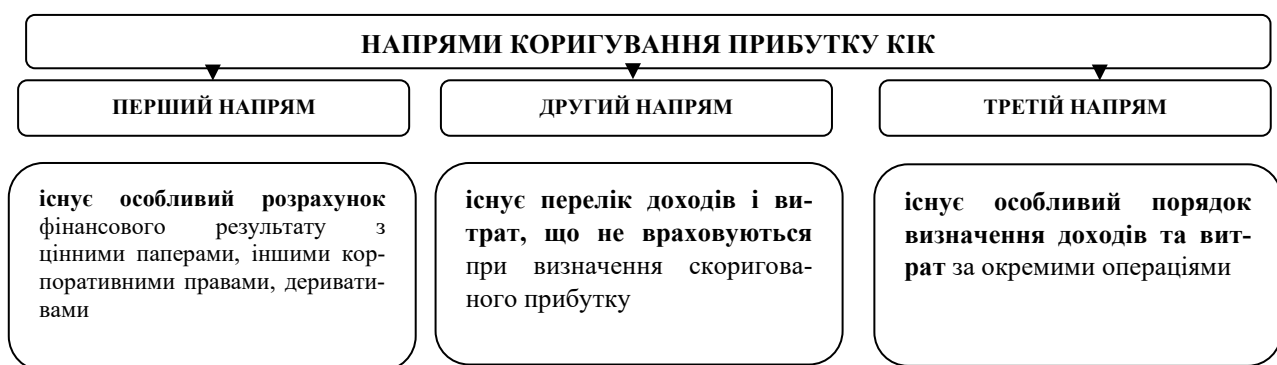 НАПРЯМИ КОРИГУВАННЯ ПРИБУТКУ КІК
ПЕРШИЙ НАПРЯМ
ДРУГИЙ НАПРЯМ
ТРЕТІЙ НАПРЯМ
існує особливий розрахунок
фінансового результату з
цінними паперами, іншими кор-
поративними правами, деривати-
вами
існує перелік доходів і ви-
трат, що не враховуються
при визначення скоригова-
ного прибутку
існує особливий порядок
визначення доходів та вит-
рат за окремими операціями